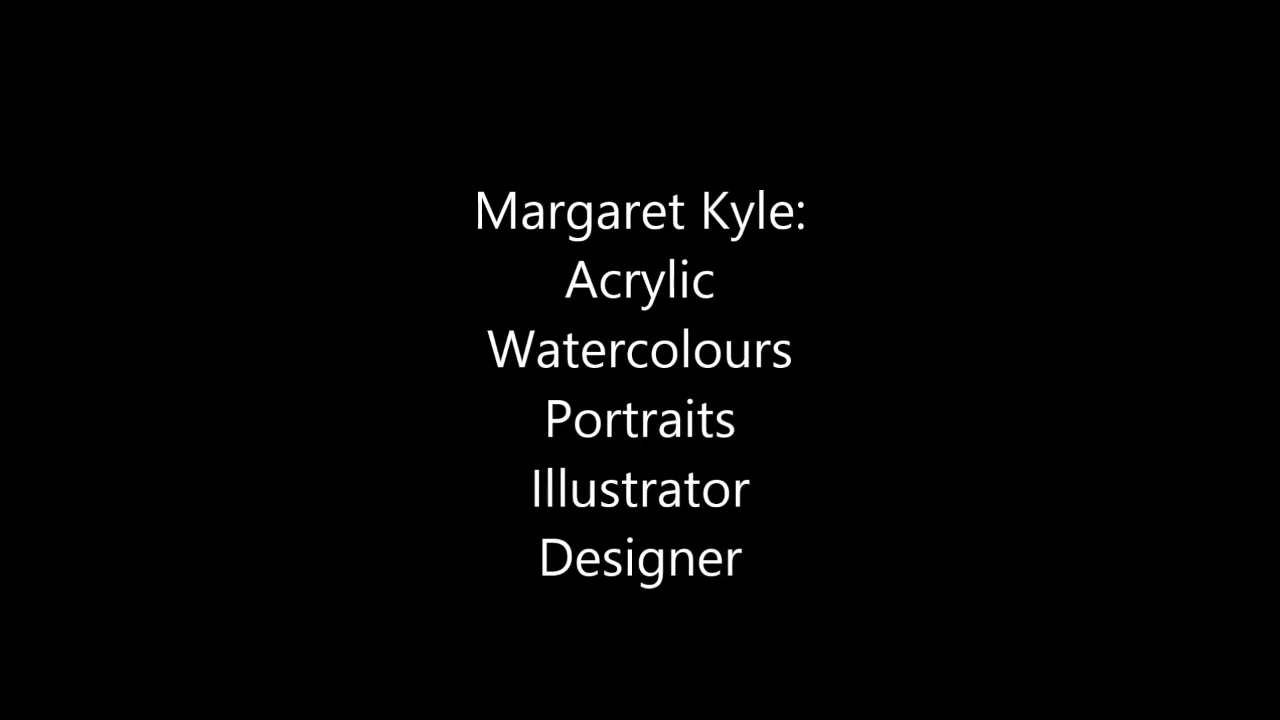 Margaret Kyle:
Acrylic
Watercolours
Portraits
Illustrator
Designer